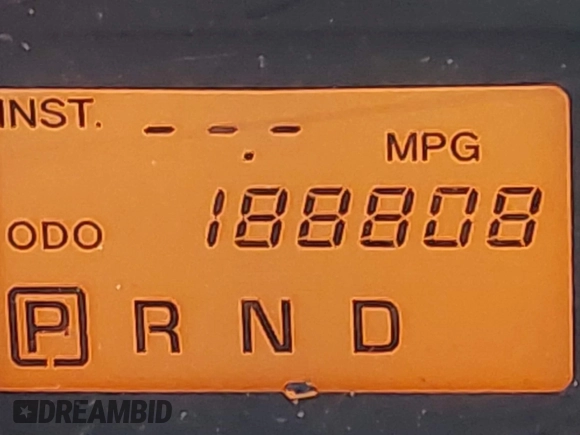 INST. --.- MPG
ODO 188808
P R N D
DREAMBID